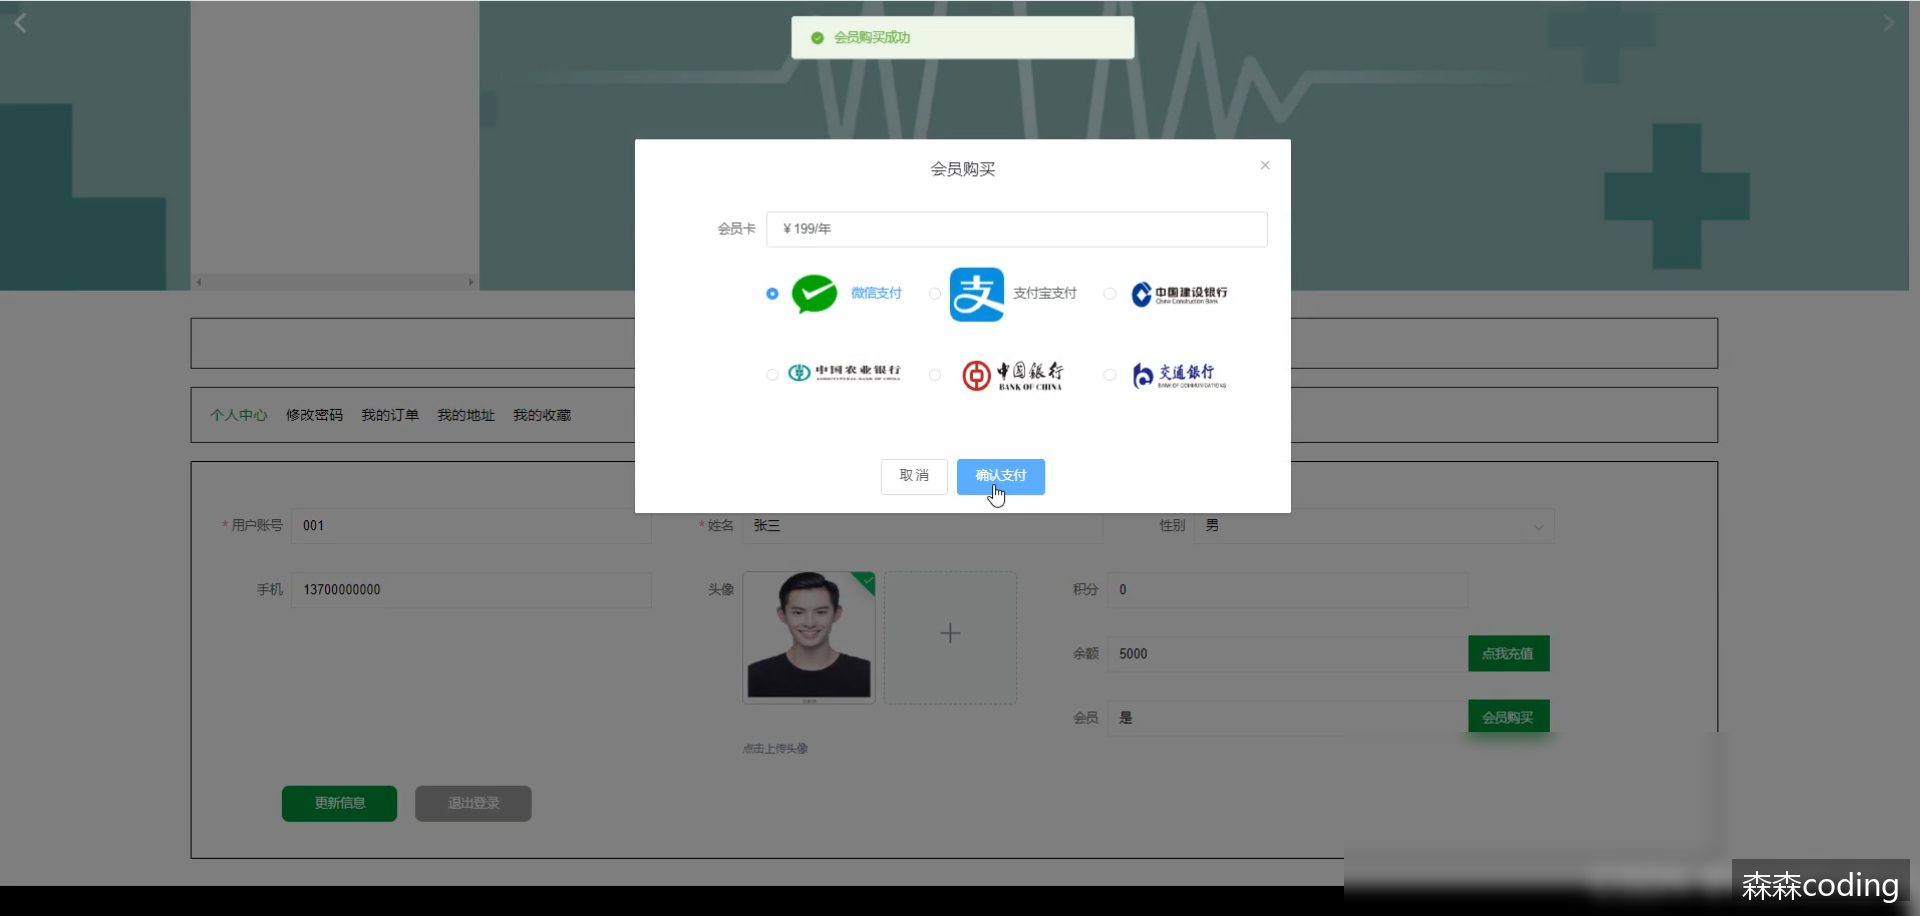 会员购买成功
会员购买
会员卡 ¥199/年
微信支付 支付宝支付 中国建设银行
China Construction Bank
中国农业银行 中国银行 交通银行
AGRICULTURAL BANK OF CHINA BANK OF CHINA BANK OF COMMUNICATIONS
个人中心 修改密码 我的订单 我的地址 我的收藏
取消 确认支付
* 用户账号 001 * 姓名 张三 性别 男
手机 13700000000 头像 积分 0
余额 5000 点我充值
会员 是 会员购买
点击上传头像
更新信息 退出登录
森森coding